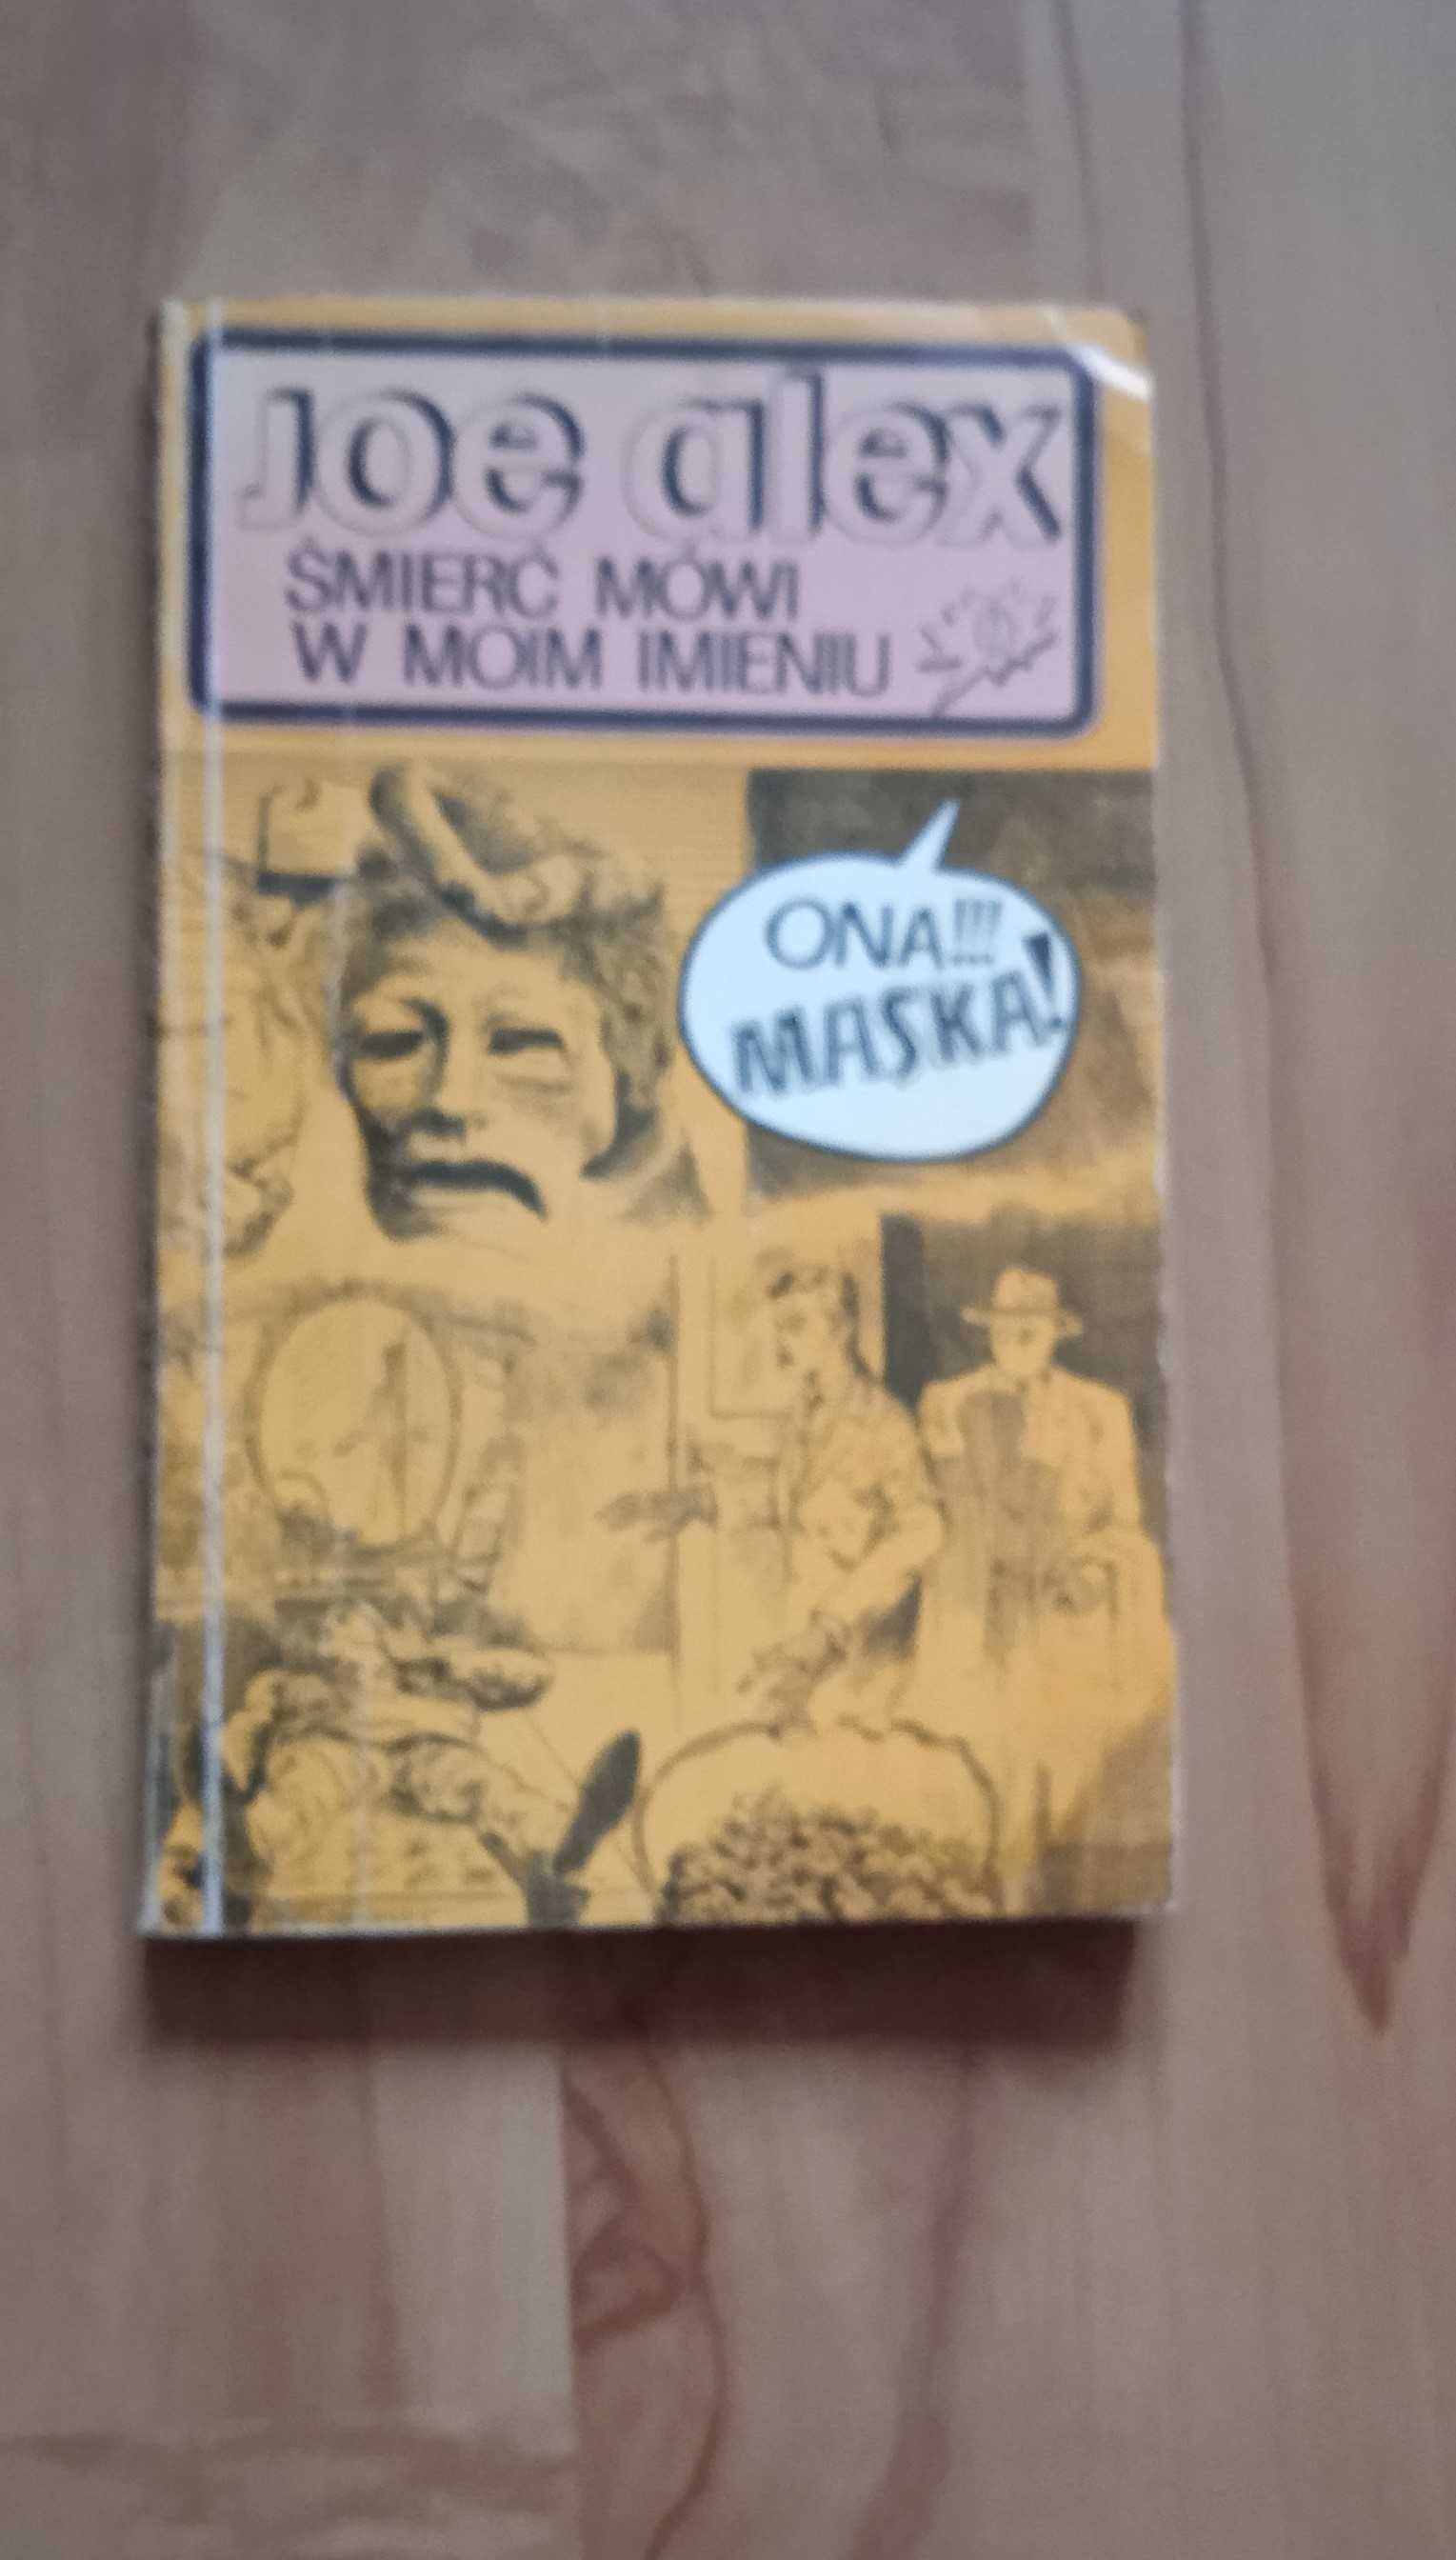 Joe alex
ŚMIERĆ MÓWI
W MOIM IMIENIU
ONA!!!
MASKA!